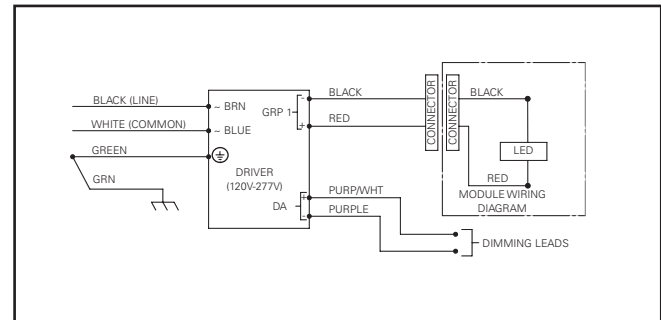 BLACK (LINE)
WHITE (COMMON)
GREEN
GRN
~ BRN
~ BLUE
GRP 1
-
+
DRIVER
(120V-277V)
DA
+
-
BLACK
RED
PURP/WHT
PURPLE
CONNECTOR
CONNECTOR
BLACK
LED
RED
MODULE WIRING
DIAGRAM
DIMMING LEADS